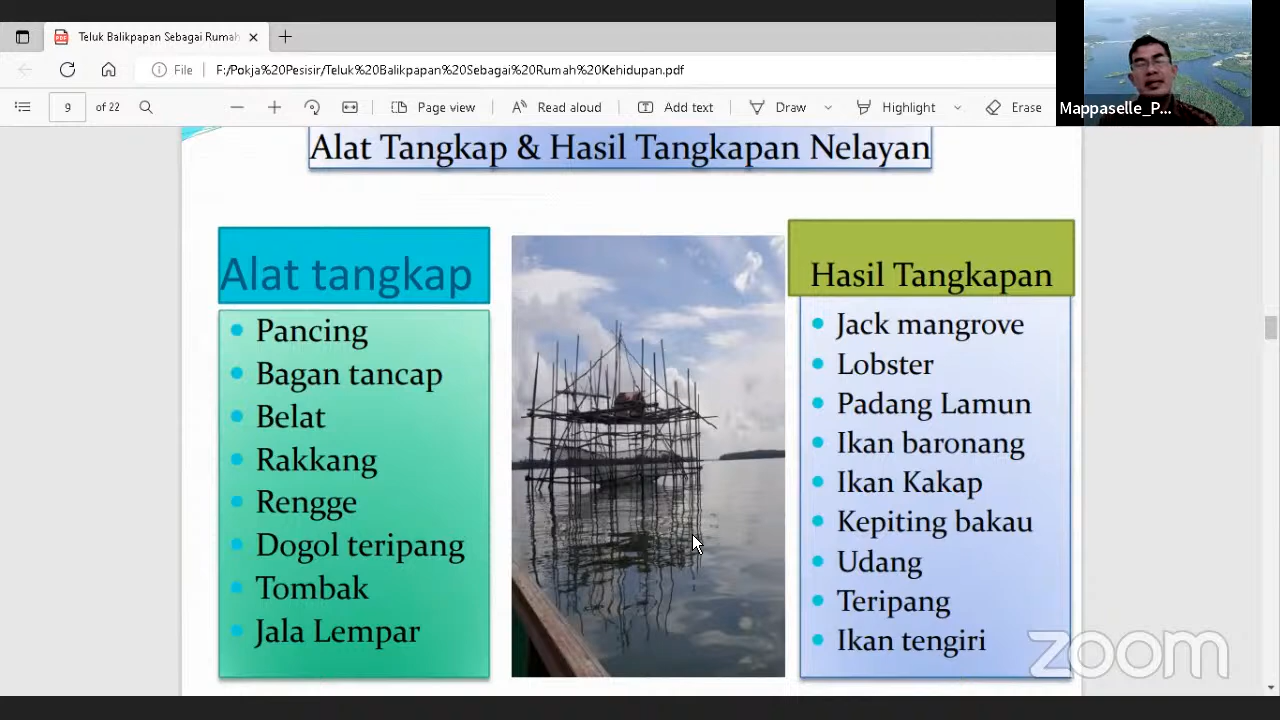 Teluk Balikpapan Sebagai Rumah
File
F:/Pokja%20Pesisir/Teluk%20Balikpapan%20Sebagai%20Rumah%20Kehidupan.pdf
9 of 22
Page view
Read aloud
Add text
Draw
Highlight
Erase
Mappaselle_P...
Alat Tangkap & Hasil Tangkapan Nelayan
Alat tangkap
Pancing
Bagan tancap
Belat
Rakkang
Rengge
Dogol teripang
Tombak
Jala Lempar
Hasil Tangkapan
Jack mangrove
Lobster
Padang Lamun
Ikan baronang
Ikan Kakap
Kepiting bakau
Udang
Teripang
Ikan tengiri
zoom